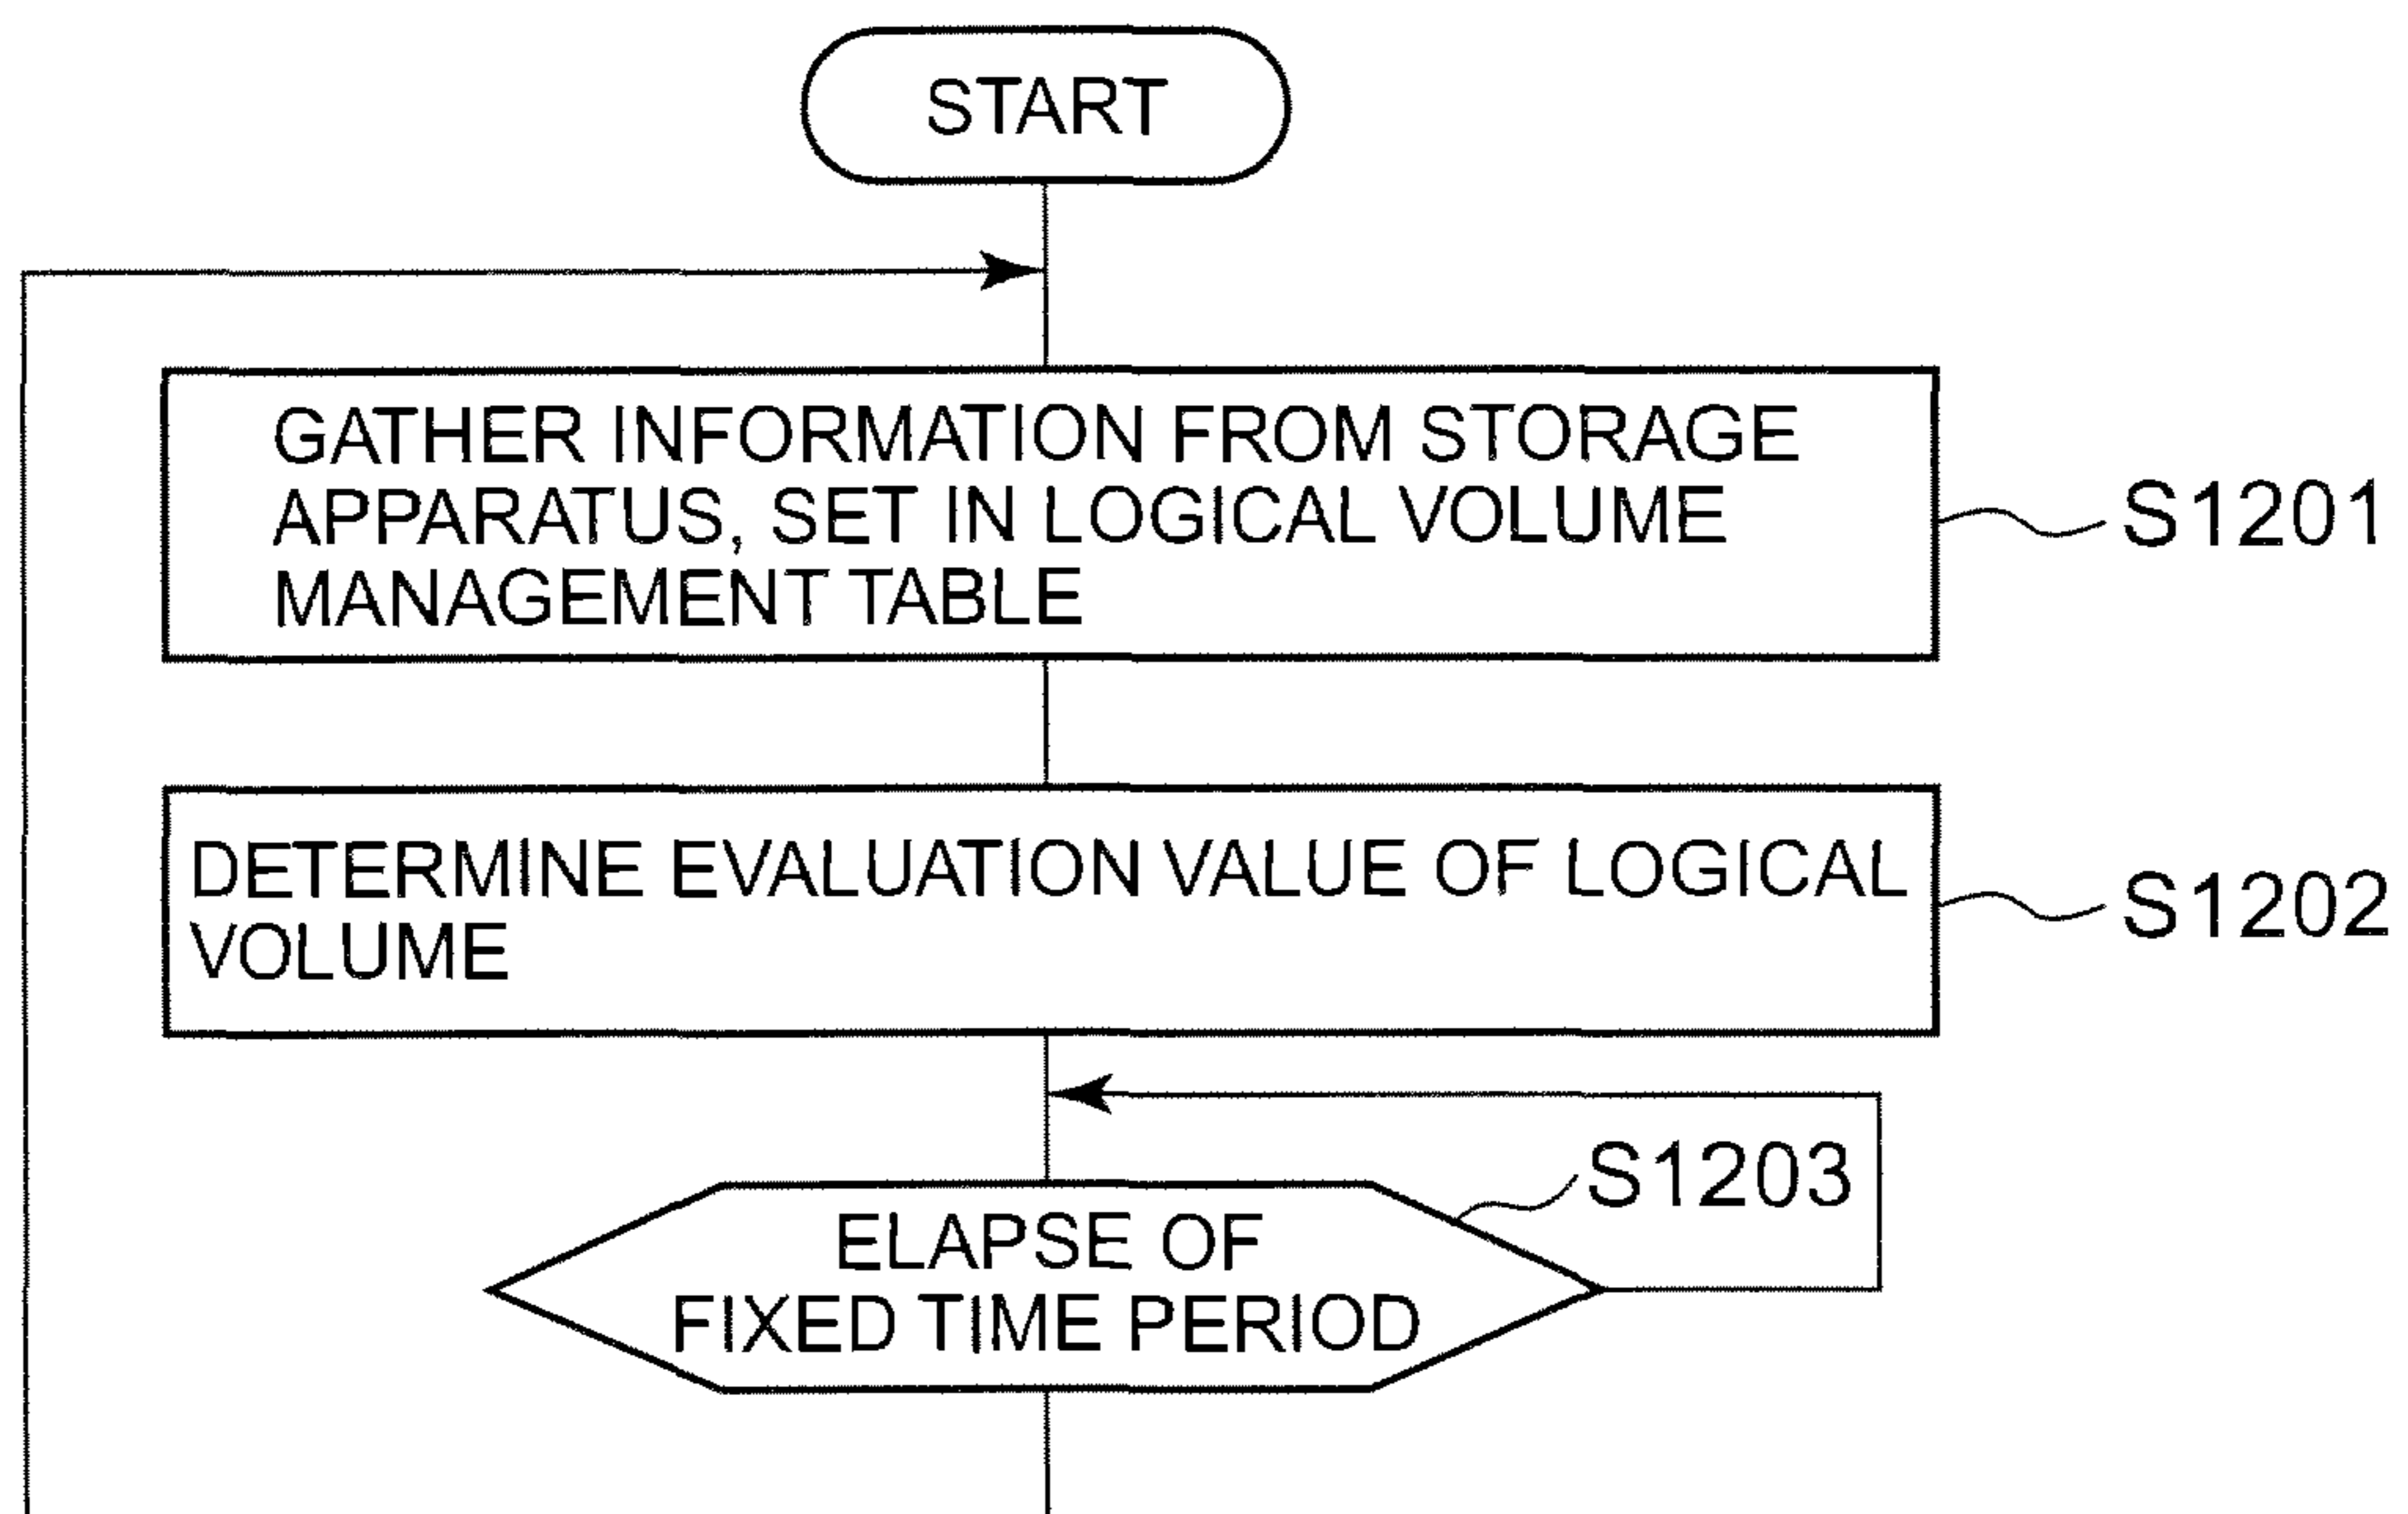 START
GATHER INFORMATION FROM STORAGE
APPARATUS, SET IN LOGICAL VOLUME
MANAGEMENT TABLE
S1201
DETERMINE EVALUATION VALUE OF LOGICAL
VOLUME
S1202
S1203
ELAPSE OF
FIXED TIME PERIOD